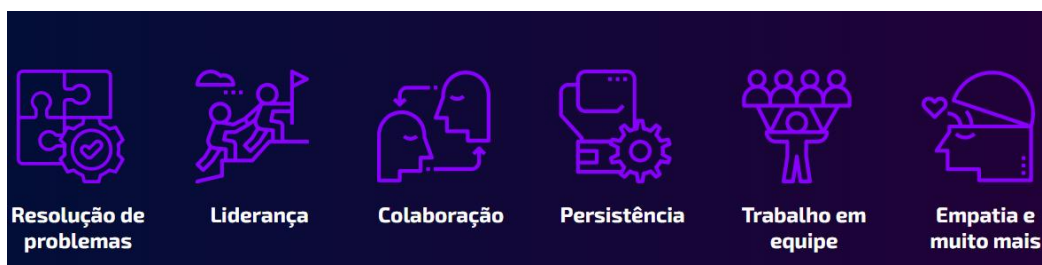 Resolução de
problemas
Liderança
Colaboração
Persistência
Trabalho em
equipe
Empatia e
muito mais